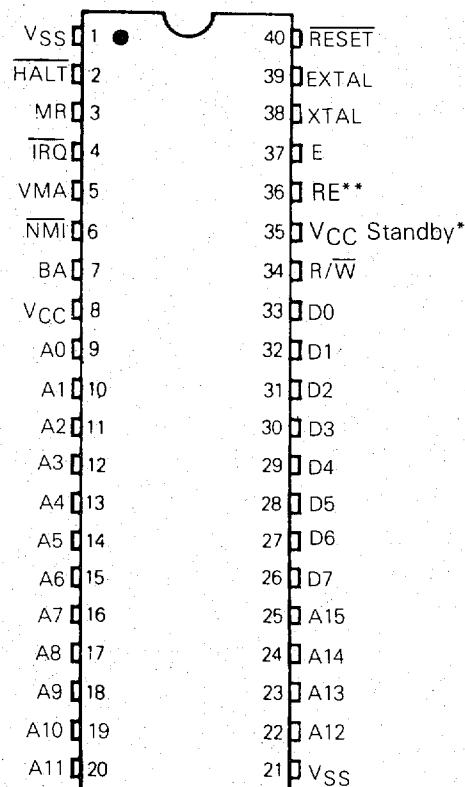 VSS 1 40 RESET
HALT 2 39 EXTAL
MR 3 38 XTAL
IRQ 4 37 E
VMA 5 36 RE**
NMI 6 35 VCC Standby*
BA 7 34 R/W
VCC 8 33 D0
A0 9 32 D1
A1 10 31 D2
A2 11 30 D3
A3 12 29 D4
A4 13 28 D5
A5 14 27 D6
A6 15 26 D7
A7 16 25 A15
A8 17 24 A14
A9 18 23 A13
A10 19 22 A12
A11 20 21 VSS